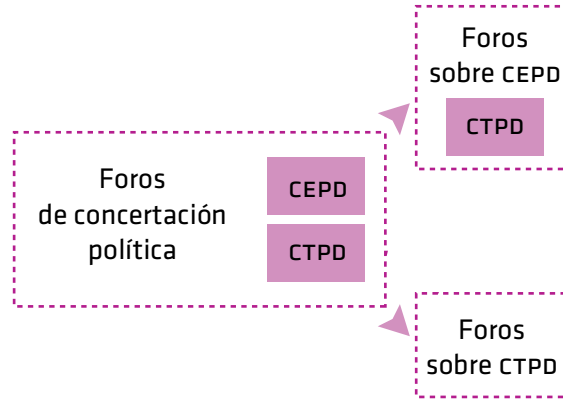 Foros
de concertación
política
CEPD
CTPD
Foros
sobre CEPD
CTPD
Foros
sobre CTPD